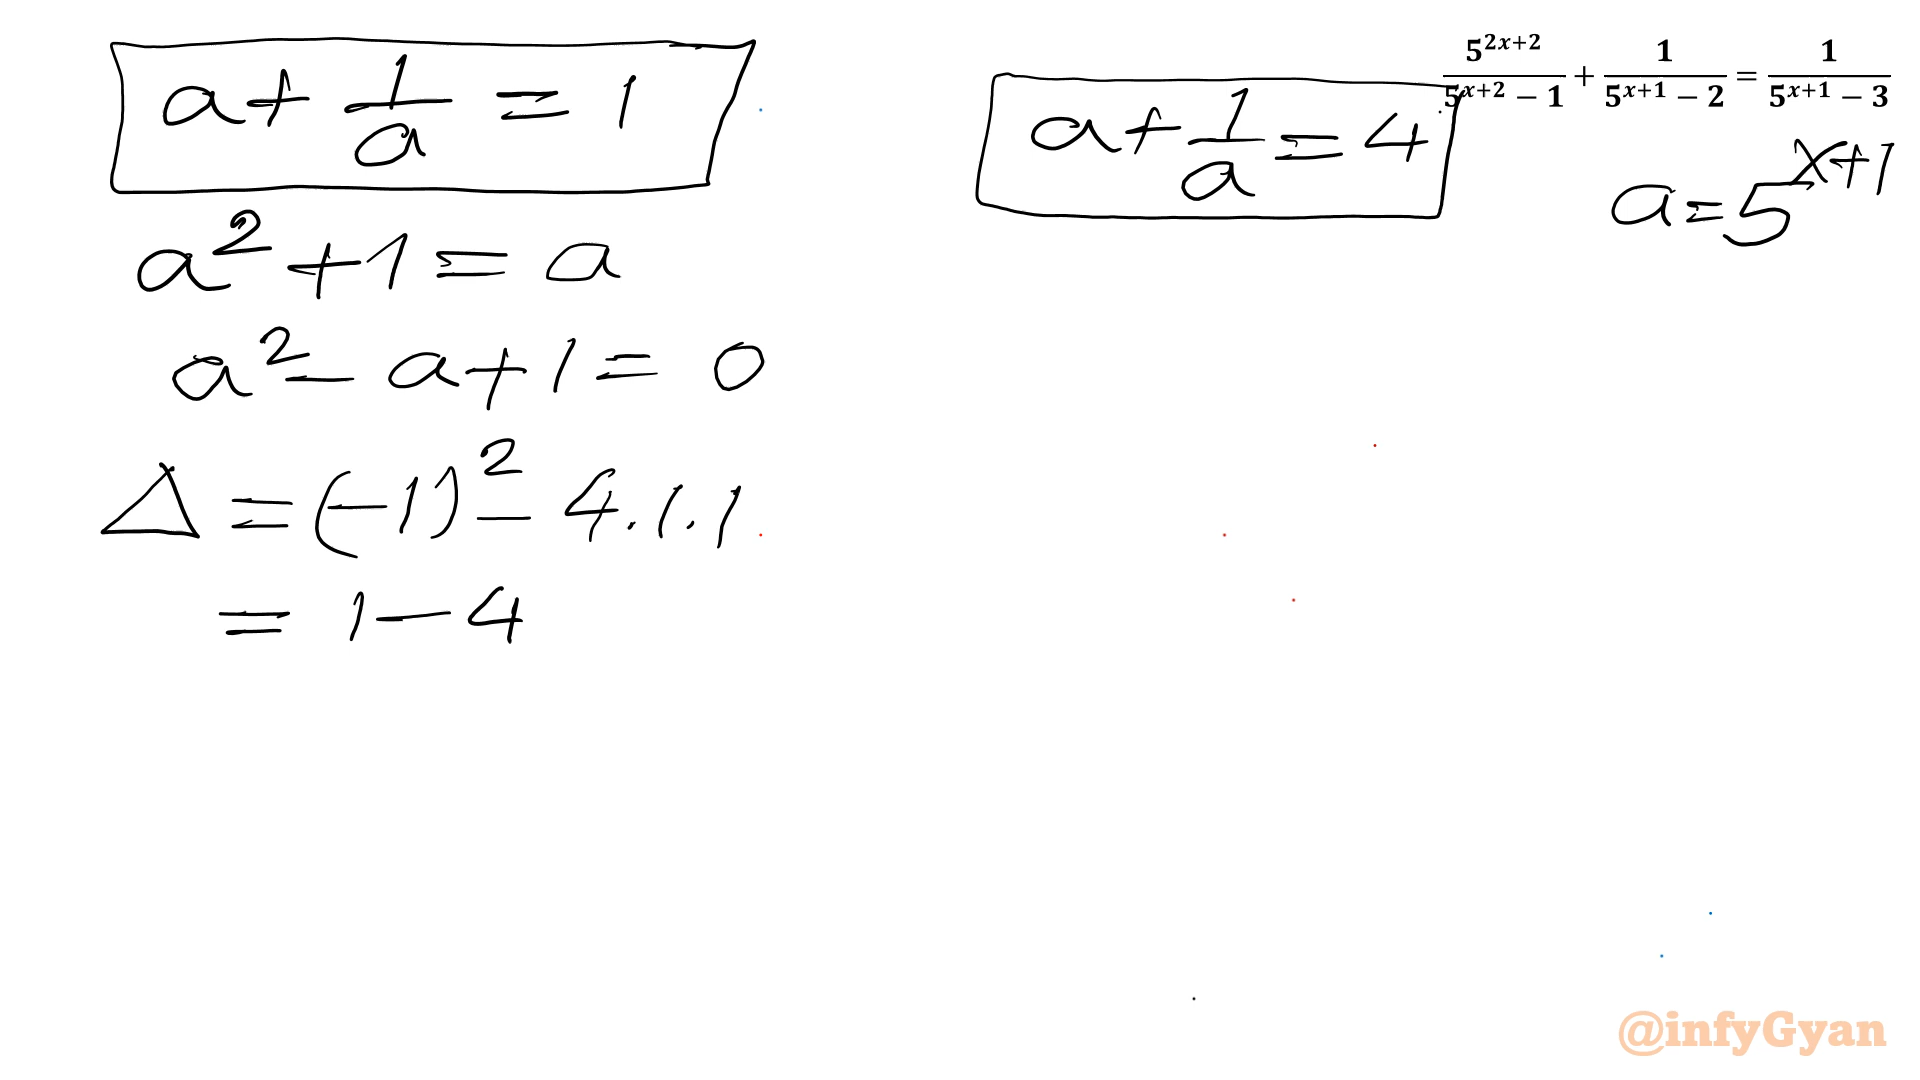 a + 1/a = 1
a² + 1 = a
a² - a + 1 = 0
Δ = (-1)² - 4.1.1
= 1 - 4
a + 1/a = 4
5^(2x+2)/(5^(x+2) − 1) + 1/(5^(x+1) − 2) = 1/(5^(x+1) − 3)
a = 5^(x+1)
@infyGyan